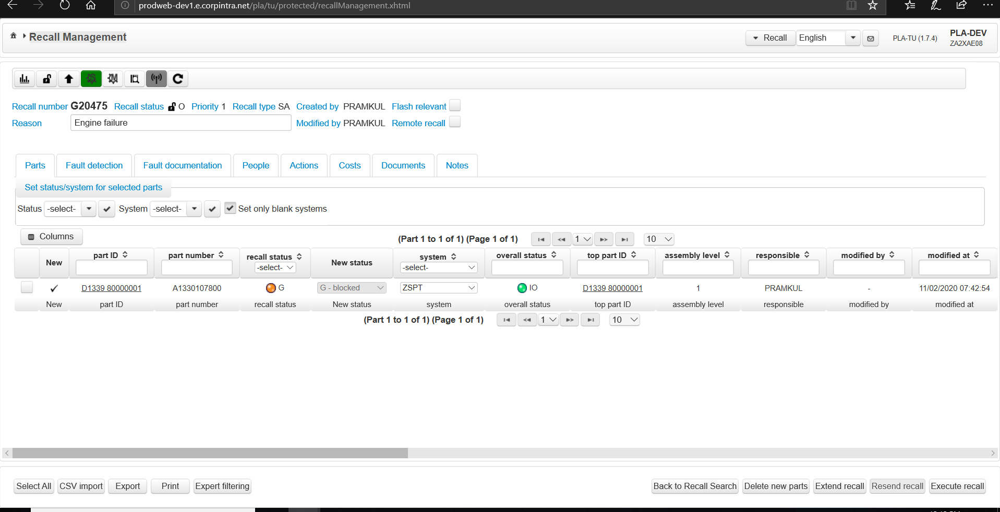 prodweb-dev1.e.corpintra.net/pla/tu/protected/recallManagement.xhtml
Recall Management
Recall English PLA-TU (1.7.4) PLA-DEV
ZA2XAE08
Recall number G20475 Recall status O Priority 1 Recall type SA Created by PRAMKUL Flash relevant
Reason Engine failure Modified by PRAMKUL Remote recall
Parts Fault detection Fault documentation People Actions Costs Documents Notes
Set status/system for selected parts
Status -select- System -select- Set only blank systems
Columns (Part 1 to 1 of 1) (Page 1 of 1) 1 10
New part ID part number recall status New status system overall status top part ID assembly level responsible modified by modified at
-select- -select-
D1339 80000001 A1330107800 G G - blocked ZSPT IO D1339 80000001 1 PRAMKUL - 11/02/2020 07:42:54
New part ID part number recall status New status system overall status top part ID assembly level responsible modified by modified at
(Part 1 to 1 of 1) (Page 1 of 1) 1 10
Select All CSV import Export Print Expert filtering Back to Recall Search Delete new parts Extend recall Resend recall Execute recall